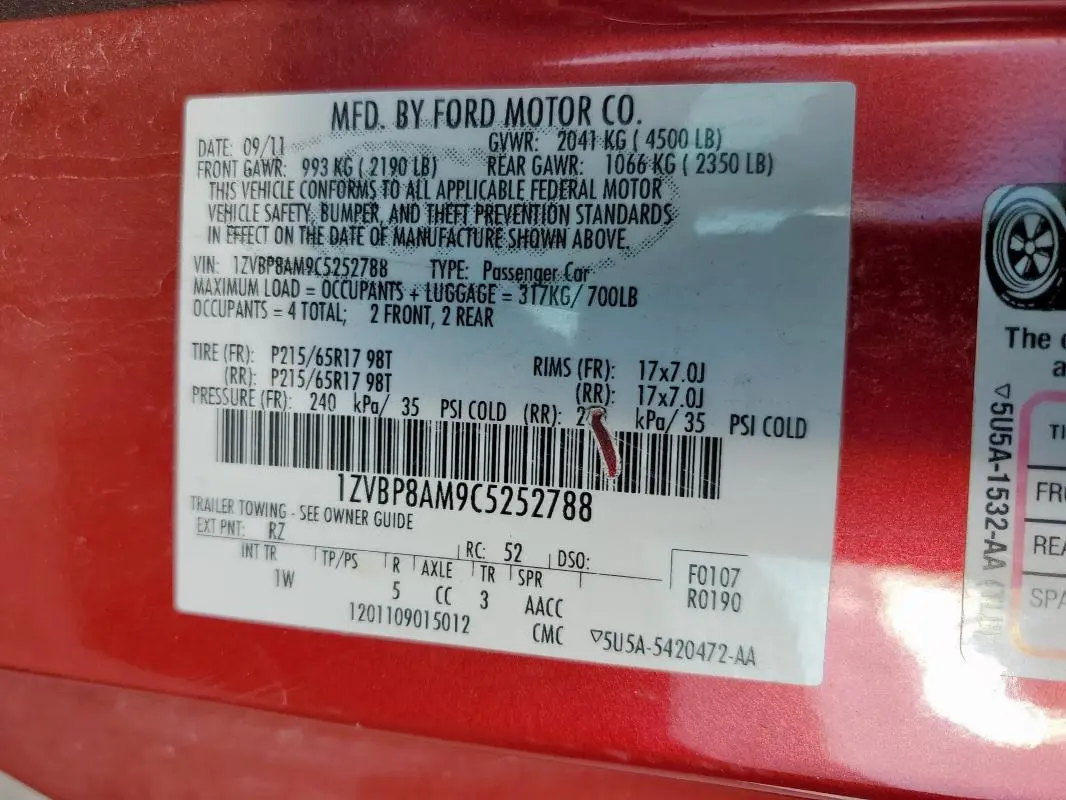 MFD. BY FORD MOTOR CO.
DATE: 09/11 GVWR: 2041 KG ( 4500 LB)
FRONT GAWR: 993 KG ( 2190 LB) REAR GAWR: 1066 KG ( 2350 LB)
THIS VEHICLE CONFORMS TO ALL APPLICABLE FEDERAL MOTOR
VEHICLE SAFETY, BUMPER, AND THEFT PREVENTION STANDARDS
IN EFFECT ON THE DATE OF MANUFACTURE SHOWN ABOVE.
VIN: 1ZVBP8AM9C5252788 TYPE: Passenger Car
MAXIMUM LOAD = OCCUPANTS + LUGGAGE = 317KG/ 700LB
OCCUPANTS = 4 TOTAL; 2 FRONT, 2 REAR
TIRE (FR): P215/65R17 98T RIMS (FR): 17x7.0J
(RR): P215/65R17 98T (RR): 17x7.0J
PRESSURE (FR): 240 kPa/ 35 PSI COLD (RR): kPa/ 35 PSI COLD
1ZVBP8AM9C5252788
TRAILER TOWING - SEE OWNER GUIDE
EXT PNT: RZ RC: 52 DSO:
INT TR TP/PS R AXLE TR SPR F0107
1W 5 CC 3 AACC R0190
1201109015012 CMC 5U5A-5420472-AA
The
5U5A-1532-AA